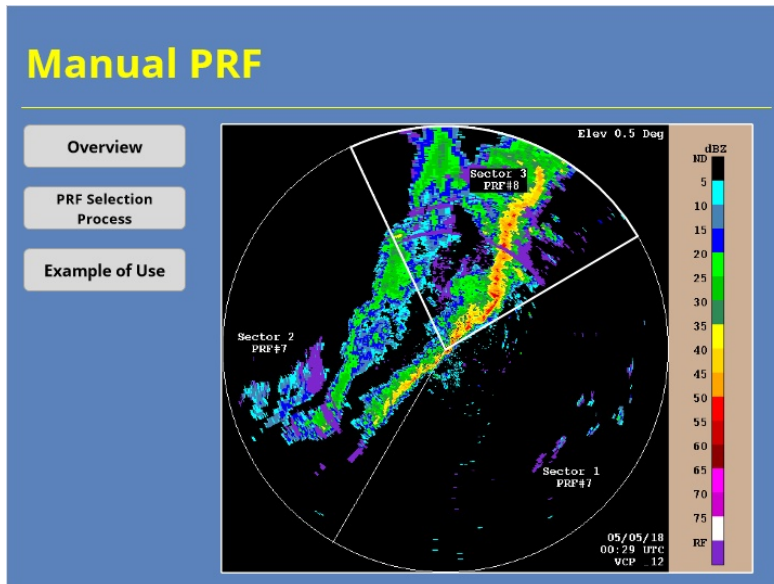 Manual PRF
Overview
PRF Selection
Process
Example of Use
Elev 0.5 Deg
Sector 3
PRF#8
Sector 2
PRF#7
Sector 1
PRF#7
05/05/18
00:29 UTC
VCP 12
dBZ
ND
5
10
15
20
25
30
35
40
45
50
55
60
65
70
75
RF